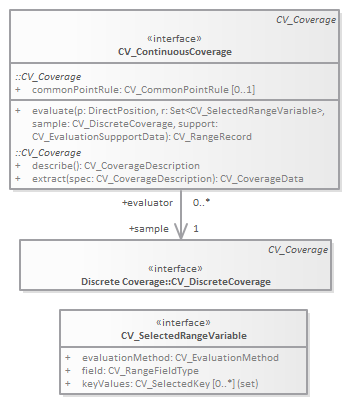 CV_Coverage
«interface»
CV_ContinuousCoverage
::CV_Coverage
+ commonPointRule: CV_CommonPointRule [0..1]
+ evaluate(p: DirectPosition, r: Set<CV_SelectedRangeVariable>,
sample: CV_DiscreteCoverage, support:
CV_EvaluationSuppportData): CV_RangeRecord
::CV_Coverage
+ describe(): CV_CoverageDescription
+ extract(spec: CV_CoverageDescription): CV_CoverageData
+evaluator 0..*
+sample 1
CV_Coverage
«interface»
Discrete Coverage::CV_DiscreteCoverage
«interface»
CV_SelectedRangeVariable
+ evaluationMethod: CV_EvaluationMethod
+ field: CV_RangeFieldType
+ keyValues: CV_SelectedKey [0..*] (set)